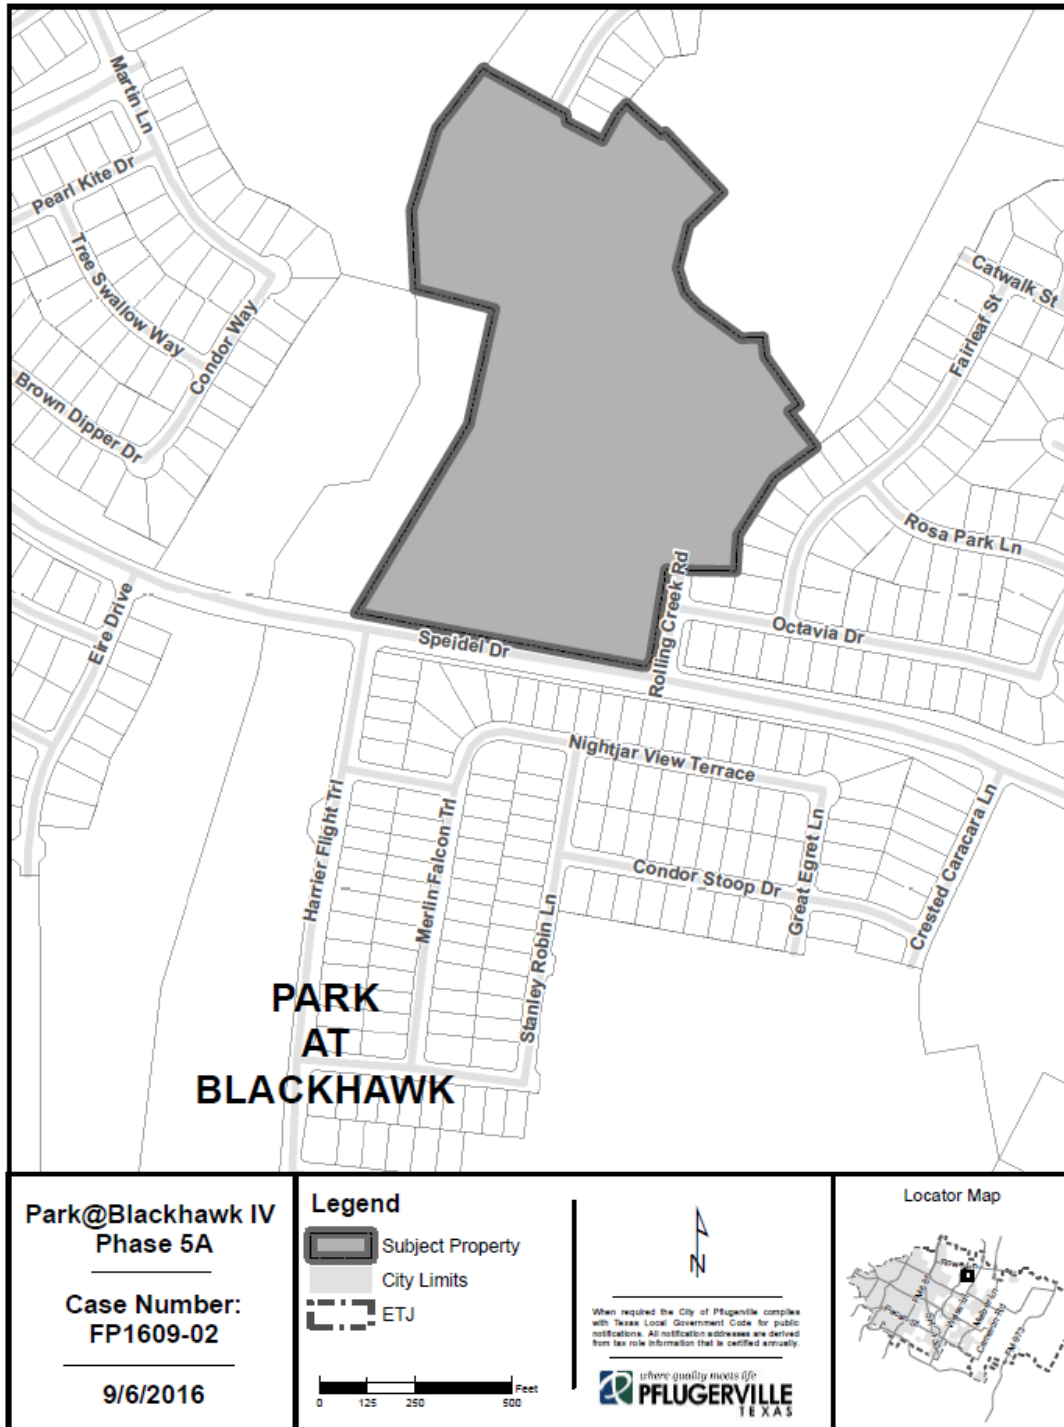 Martin Ln
Pearl Kite Dr
Tree Swallow Way
Condor Way
Brown Dipper Dr
Catwalk St
Fairleaf St
Rosa Park Ln
Octavia Dr
Rolling Creek Rd
Speidel Dr
Eire Drive
Nightjar View Terrace
Harrier Flight Trl
Merlin Falcon Trl
Stanley Robin Ln
Condor Stoop Dr
Great Egret Ln
Crested Caracara Ln
PARK
AT
BLACKHAWK
Park@Blackhawk IV
Phase 5A
Case Number:
FP1609-02
9/6/2016
Legend
Subject Property
City Limits
ETJ
0 125 250 500 Feet
N
When required the City of Pflugerville complies
with Texas Local Government Code for public
notifications. All notification addresses are derived
from tax role information that is certified annually.
where quality meets life
PFLUGERVILLE
TEXAS
Locator Map
Cameron Rd
FM 973